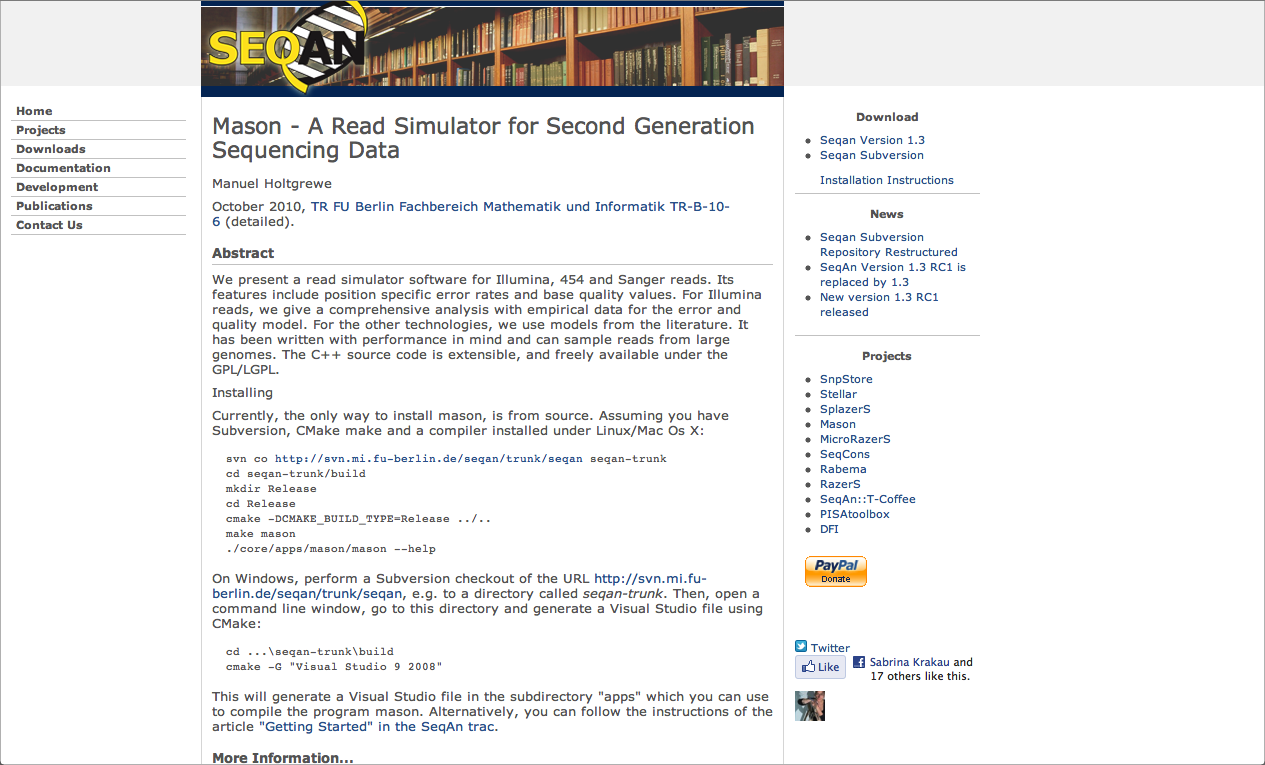 SEQAN
Home
Projects
Downloads
Documentation
Development
Publications
Contact Us
Mason - A Read Simulator for Second Generation
Sequencing Data
Manuel Holtgrewe
October 2010, TR FU Berlin Fachbereich Mathematik und Informatik TR-B-10-
6 (detailed).
Abstract
We present a read simulator software for Illumina, 454 and Sanger reads. Its
features include position specific error rates and base quality values. For Illumina
reads, we give a comprehensive analysis with empirical data for the error and
quality model. For the other technologies, we use models from the literature. It
has been written with performance in mind and can sample reads from large
genomes. The C++ source code is extensible, and freely available under the
GPL/LGPL.
Installing
Currently, the only way to install mason, is from source. Assuming you have
Subversion, CMake make and a compiler installed under Linux/Mac Os X:
svn co http://svn.mi.fu-berlin.de/seqan/trunk/seqan seqan-trunk
cd seqan-trunk/build
mkdir Release
cd Release
cmake -DCMAKE_BUILD_TYPE=Release ../..
make mason
./core/apps/mason/mason --help
On Windows, perform a Subversion checkout of the URL http://svn.mi.fu-
berlin.de/seqan/trunk/seqan, e.g. to a directory called seqan-trunk. Then, open a
command line window, go to this directory and generate a Visual Studio file using
CMake:
cd ...\seqan-trunk\build
cmake -G "Visual Studio 9 2008"
This will generate a Visual Studio file in the subdirectory "apps" which you can use
to compile the program mason. Alternatively, you can follow the instructions of the
article "Getting Started" in the SeqAn trac.
More Information...
Download
Seqan Version 1.3
Seqan Subversion
Installation Instructions
News
Seqan Subversion
Repository Restructured
SeqAn Version 1.3 RC1 is
replaced by 1.3
New version 1.3 RC1
released
Projects
SnpStore
Stellar
SplazerS
Mason
MicroRazerS
SeqCons
Rabema
RazerS
SeqAn::T-Coffee
PISAtoolbox
DFI
PayPal
Donate
Twitter
Like
Sabrina Krakau and
17 others like this.